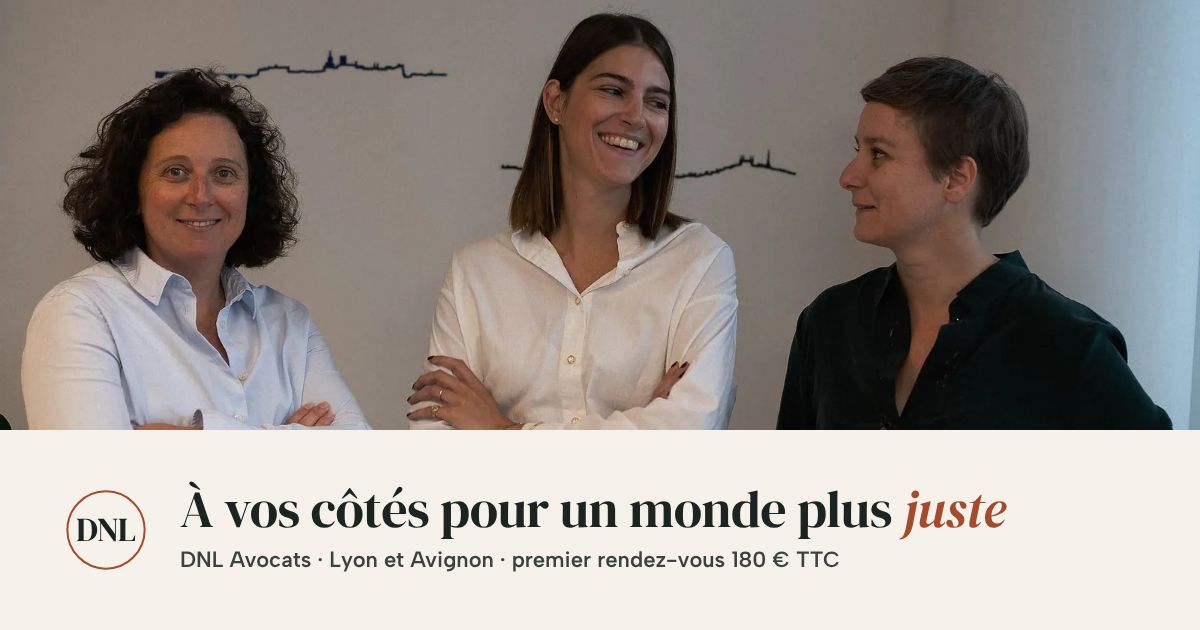 DNL
À vos côtés pour un monde plus juste
DNL Avocats · Lyon et Avignon · premier rendez-vous 180 € TTC